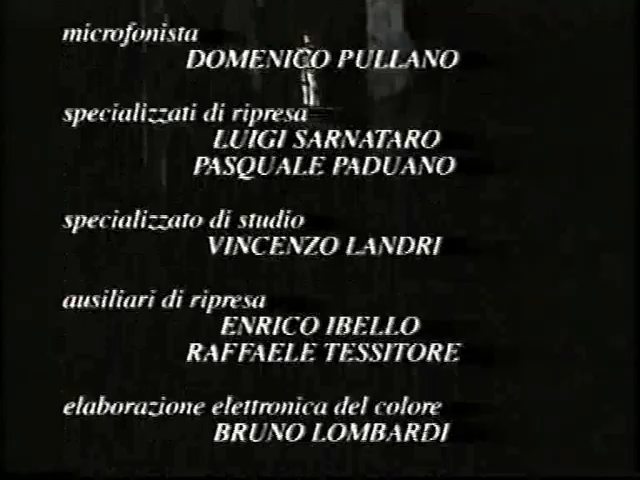 microfonista
DOMENICO PULLANO
specializzati di ripresa
LUIGI SARNATARO
PASQUALE PADUANO
specializzato di studio
VINCENZO LANDRI
ausiliari di ripresa
ENRICO IBELLO
RAFFAELE TESSITORE
elaborazione elettronica del colore
BRUNO LOMBARDI